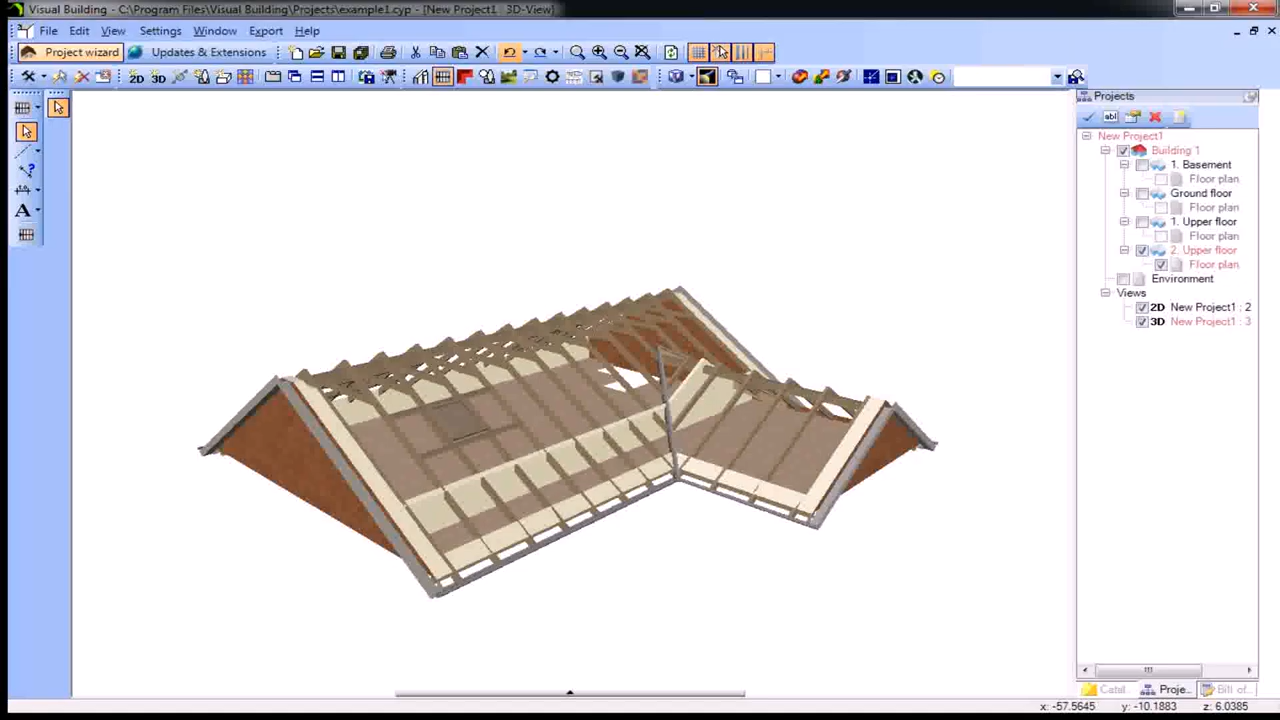 Visual Building - C:\Program Files\Visual Building\Projects\example1.cyp - [New Project1 3D-View]
File Edit View Settings Window Export Help
Project wizard Updates & Extensions
2D 3D
Projects
abl
New Project1
Building 1
1. Basement
Floor plan
Ground floor
Floor plan
1. Upper floor
Floor plan
2. Upper floor
Floor plan
Environment
Views
2D New Project1 : 2
3D New Project1 : 3
A
Catal Proje... Bill of...
x: -57.5645 y: -10.1883 z: 6.0385